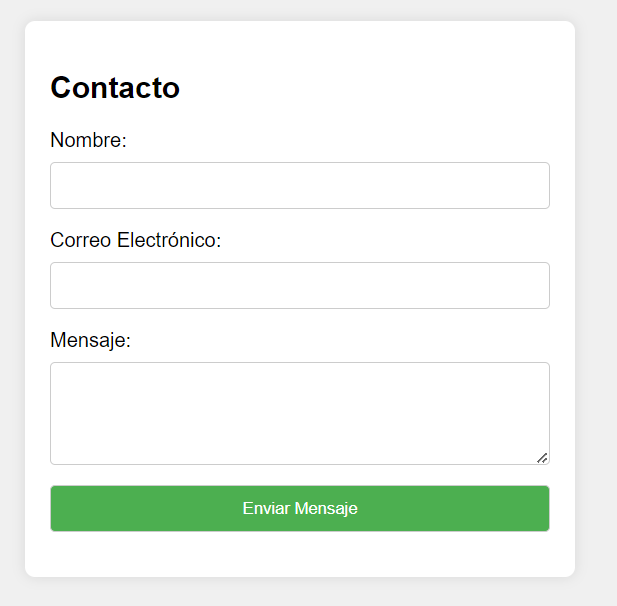 Contacto
Nombre:
Correo Electrónico:
Mensaje:
Enviar Mensaje